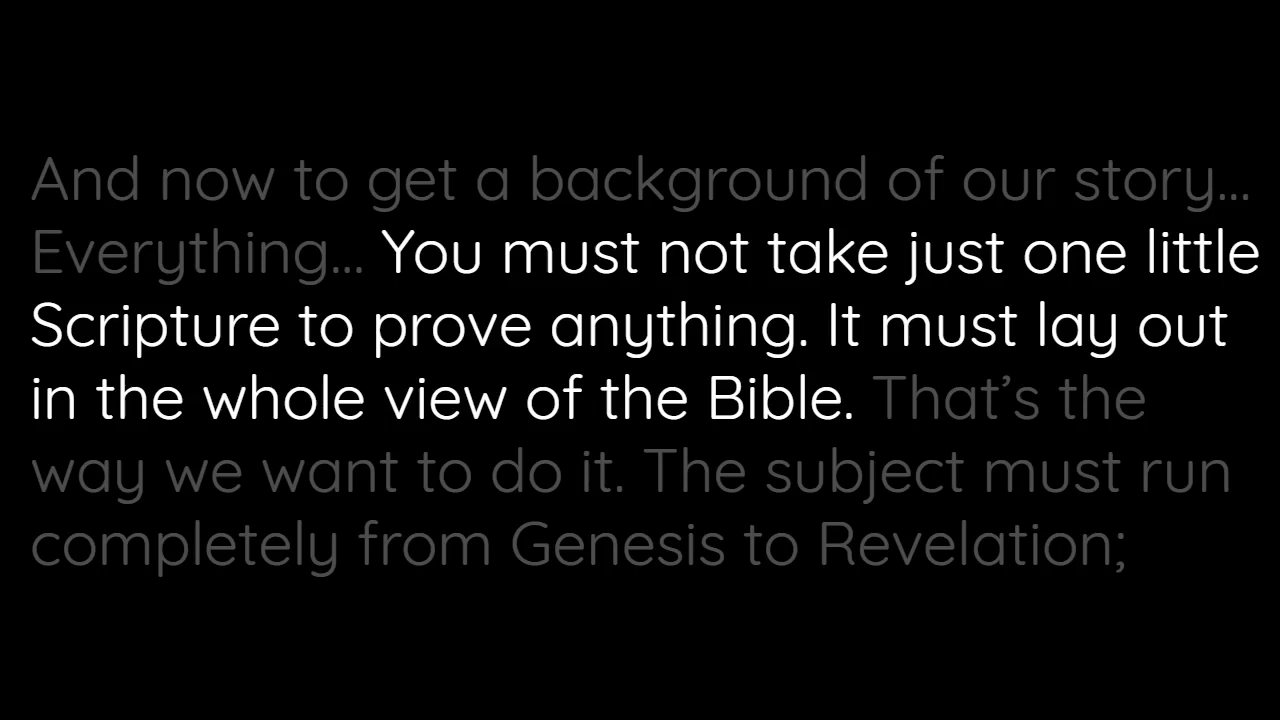 And now to get a background of our story...
Everything... You must not take just one little
Scripture to prove anything. It must lay out
in the whole view of the Bible. That’s the
way we want to do it. The subject must run
completely from Genesis to Revelation;